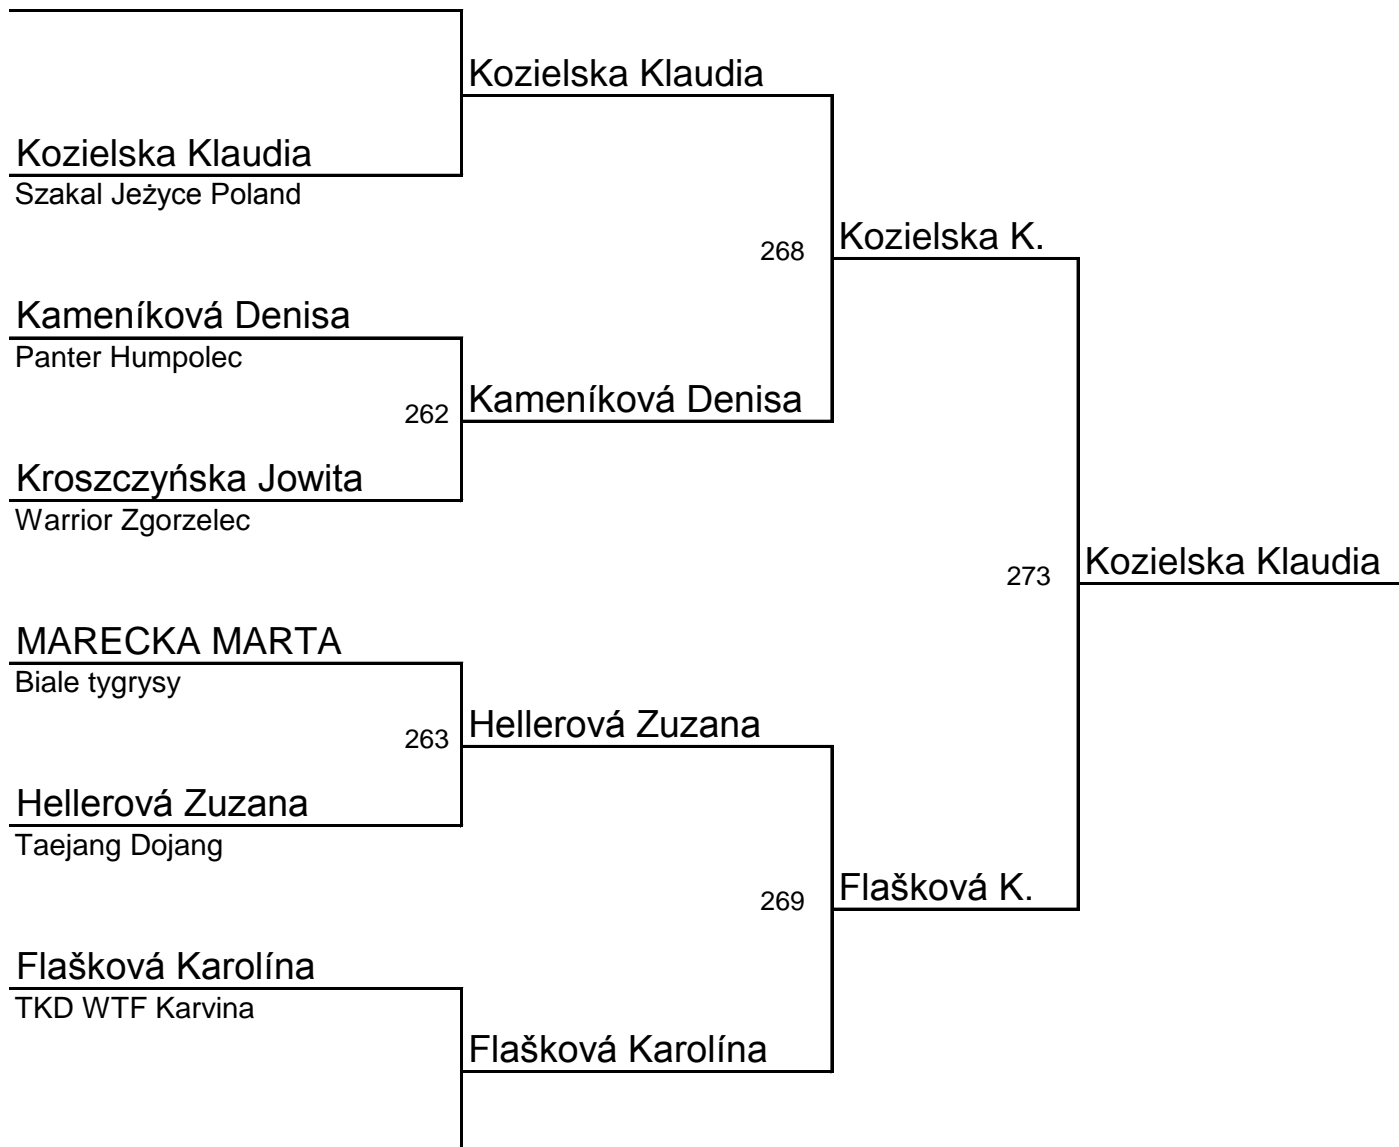 Kozielska Klaudia
Kozielska Klaudia
Szakal Jeżyce Poland
268
Kozielska K.
Kameníková Denisa
Panter Humpolec
262
Kameníková Denisa
Kroszczyńska Jowita
Warrior Zgorzelec
273
Kozielska Klaudia
MARECKA MARTA
Biale tygrysy
263
Hellerová Zuzana
Hellerová Zuzana
Taejang Dojang
269
Flašková K.
Flašková Karolína
TKD WTF Karvina
Flašková Karolína